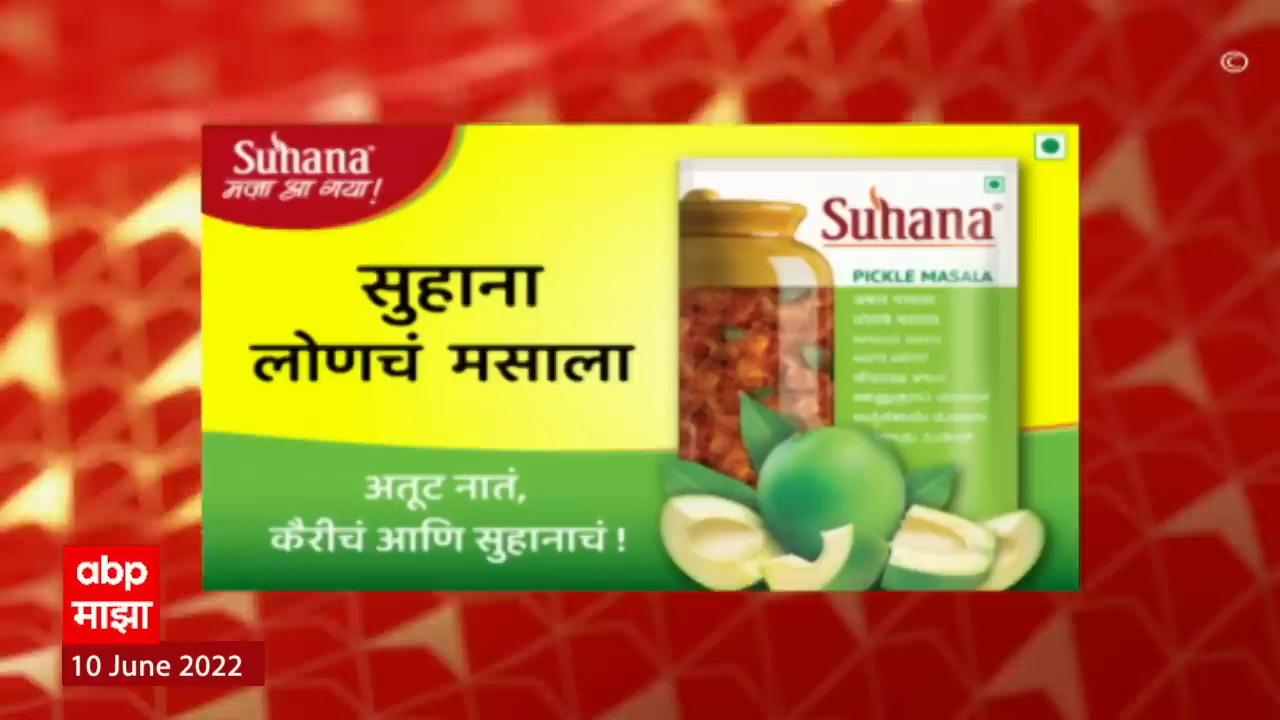 ©
Suhana
मज़ा आ गया!
सुहाना
लोणचं मसाला
अतूट नातं,
कैरीचं आणि सुहानाचं !
Suhana
PICKLE MASALA
abp
माझा
10 June 2022